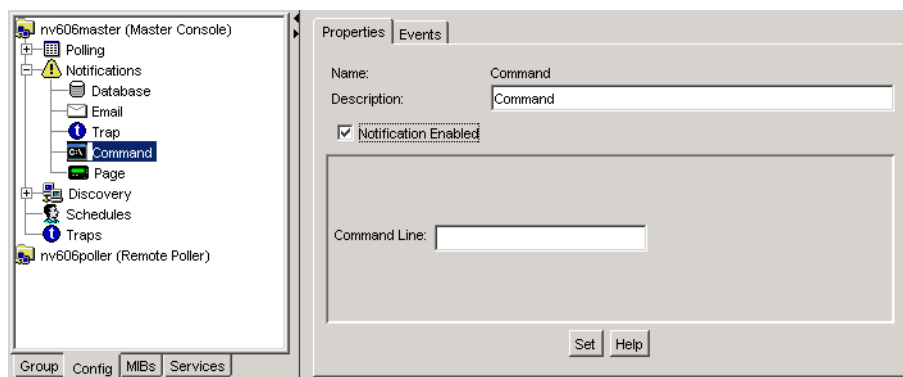 nv606master (Master Console)
Polling
Notifications
Database
Email
Trap
Command
Page
Discovery
Schedules
Traps
nv606poller (Remote Poller)
Group Config MIBs Services
Properties Events
Name: Command
Description: Command
Notification Enabled
Command Line:
Set Help